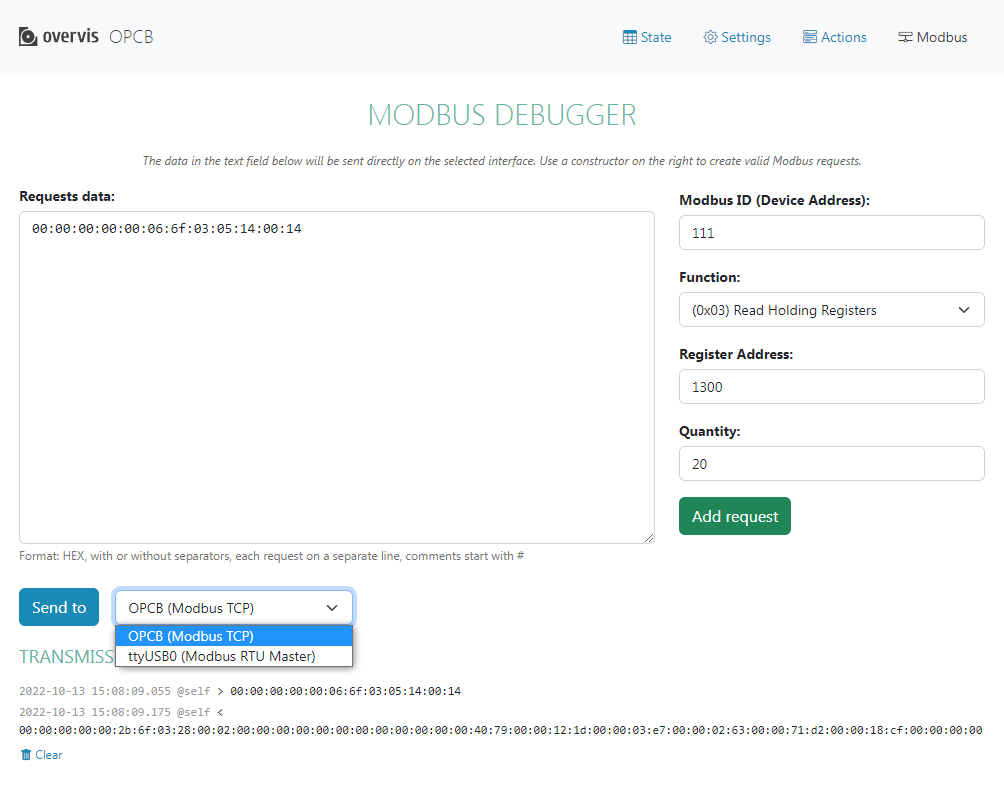 overvis OPCB
State
Settings
Actions
Modbus
MODBUS DEBUGGER
The data in the text field below will be sent directly on the selected interface. Use a constructor on the right to create valid Modbus requests.
Requests data:
00:00:00:00:00:06:6f:03:05:14:00:14
Format: HEX, with or without separators, each request on a separate line, comments start with #
Modbus ID (Device Address):
111
Function:
(0x03) Read Holding Registers
Register Address:
1300
Quantity:
20
Add request
Send to
OPCB (Modbus TCP)
OPCB (Modbus TCP)
ttyUSB0 (Modbus RTU Master)
TRANSMISS
2022-10-13 15:08:09.055 @self > 00:00:00:00:00:06:6f:03:05:14:00:14
2022-10-13 15:08:09.175 @self <
00:00:00:00:00:2b:6f:03:28:00:02:00:00:00:00:00:00:00:00:00:00:00:00:00:40:79:00:00:12:1d:00:00:03:e7:00:00:02:63:00:00:71:d2:00:00:18:cf:00:00:00:00
Clear